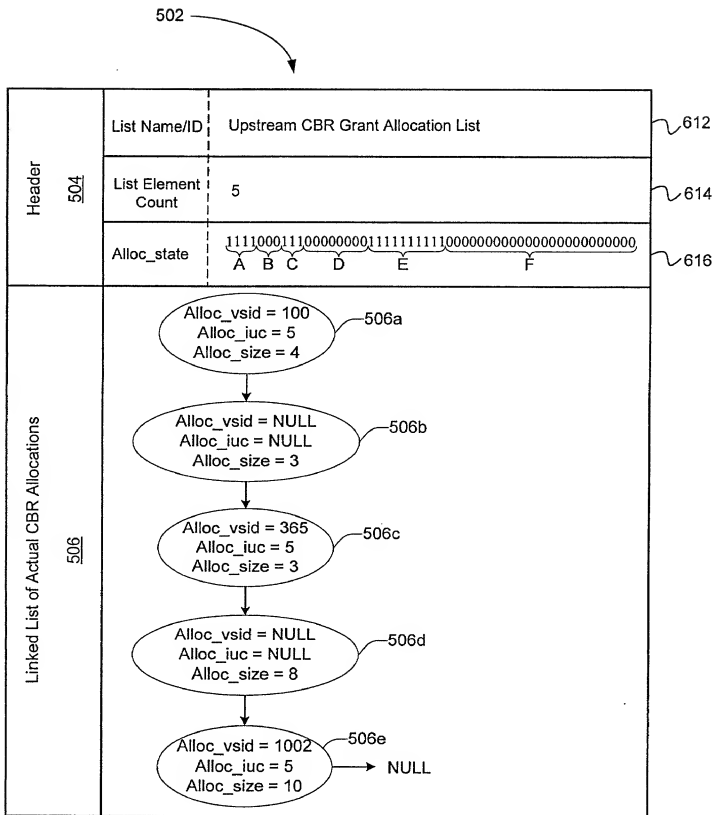 502
Header
504
List Name/ID
Upstream CBR Grant Allocation List
612
List Element
Count
5
614
Alloc_state
1111000111000000001111111111000000000000000000000000
A B C D E F
616
Linked List of Actual CBR Allocations
506
Alloc_vsid = 100
Alloc_iuc = 5
Alloc_size = 4
506a
Alloc_vsid = NULL
Alloc_iuc = NULL
Alloc_size = 3
506b
Alloc_vsid = 365
Alloc_iuc = 5
Alloc_size = 3
506c
Alloc_vsid = NULL
Alloc_iuc = NULL
Alloc_size = 8
506d
Alloc_vsid = 1002
Alloc_iuc = 5
Alloc_size = 10
506e
NULL